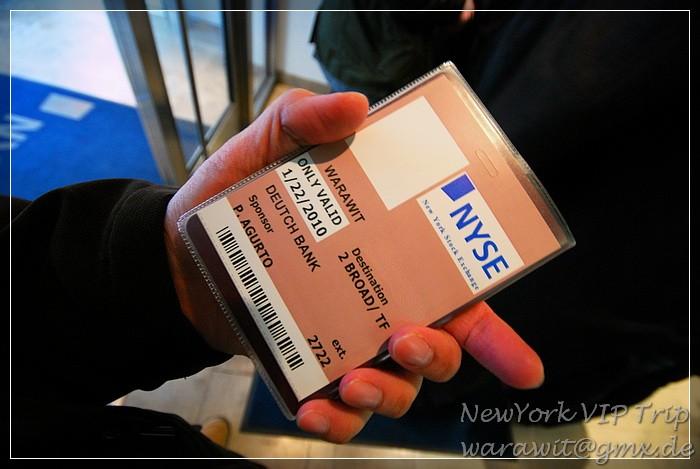 NYSE
New York Stock Exchange
WARAWIT
ONLY VALID
1/22/2010
DEUTCH BANK
Destination
2 BROAD/ TF
Sponsor
P. AGURTO
ext.
2722
NewYork VIP Trip
warawit@gmx.de